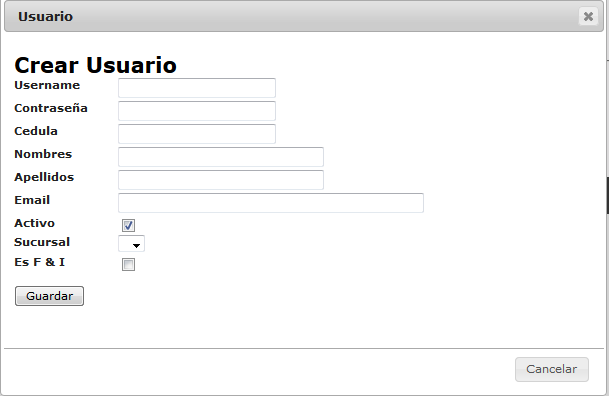 Usuario
Crear Usuario
Username
Contraseña
Cedula
Nombres
Apellidos
Email
Activo
Sucursal
Es F & I
Guardar
Cancelar